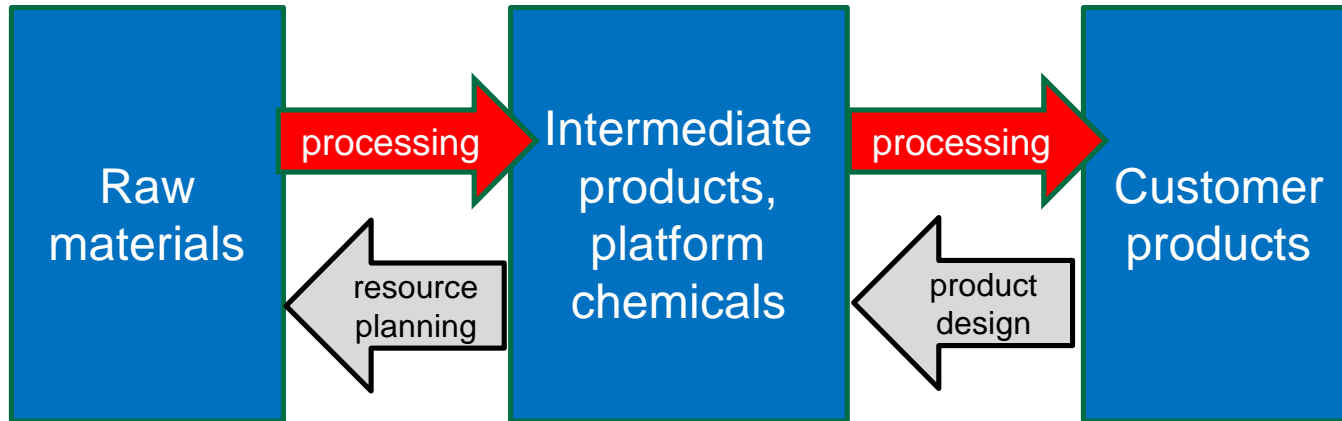 Raw
materials
processing
resource
planning
Intermediate
products,
platform
chemicals
processing
product
design
Customer
products